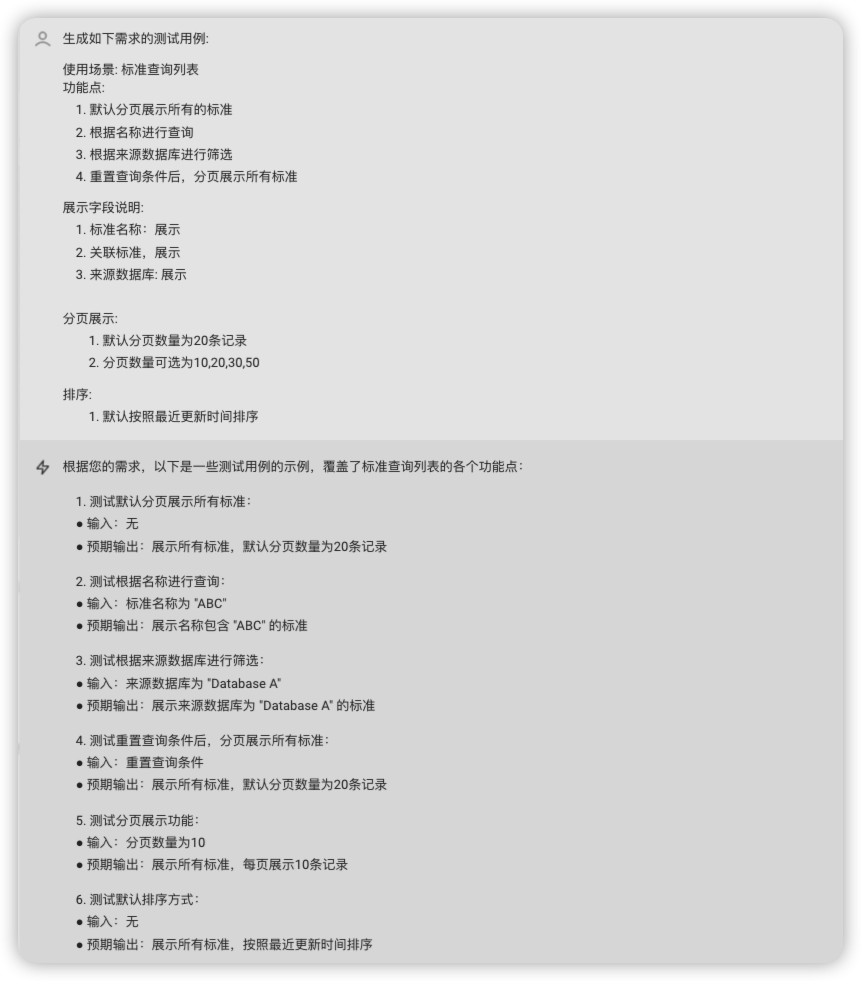 生成如下需求的测试用例:
使用场景: 标准查询列表
功能点:
1. 默认分页展示所有的标准
2. 根据名称进行查询
3. 根据来源数据库进行筛选
4. 重置查询条件后，分页展示所有标准
展示字段说明:
1. 标准名称：展示
2. 关联标准，展示
3. 来源数据库: 展示
分页展示:
1. 默认分页数量为20条记录
2. 分页数量可选为10,20,30,50
排序:
1. 默认按照最近更新时间排序
根据您的需求，以下是一些测试用例的示例，覆盖了标准查询列表的各个功能点：
1. 测试默认分页展示所有标准：
● 输入：无
● 预期输出：展示所有标准，默认分页数量为20条记录
2. 测试根据名称进行查询：
● 输入：标准名称为 "ABC"
● 预期输出：展示名称包含 "ABC" 的标准
3. 测试根据来源数据库进行筛选：
● 输入：来源数据库为 "Database A"
● 预期输出：展示来源数据库为 "Database A" 的标准
4. 测试重置查询条件后，分页展示所有标准：
● 输入：重置查询条件
● 预期输出：展示所有标准，默认分页数量为20条记录
5. 测试分页展示功能：
● 输入：分页数量为10
● 预期输出：展示所有标准，每页展示10条记录
6. 测试默认排序方式：
● 输入：无
● 预期输出：展示所有标准，按照最近更新时间排序